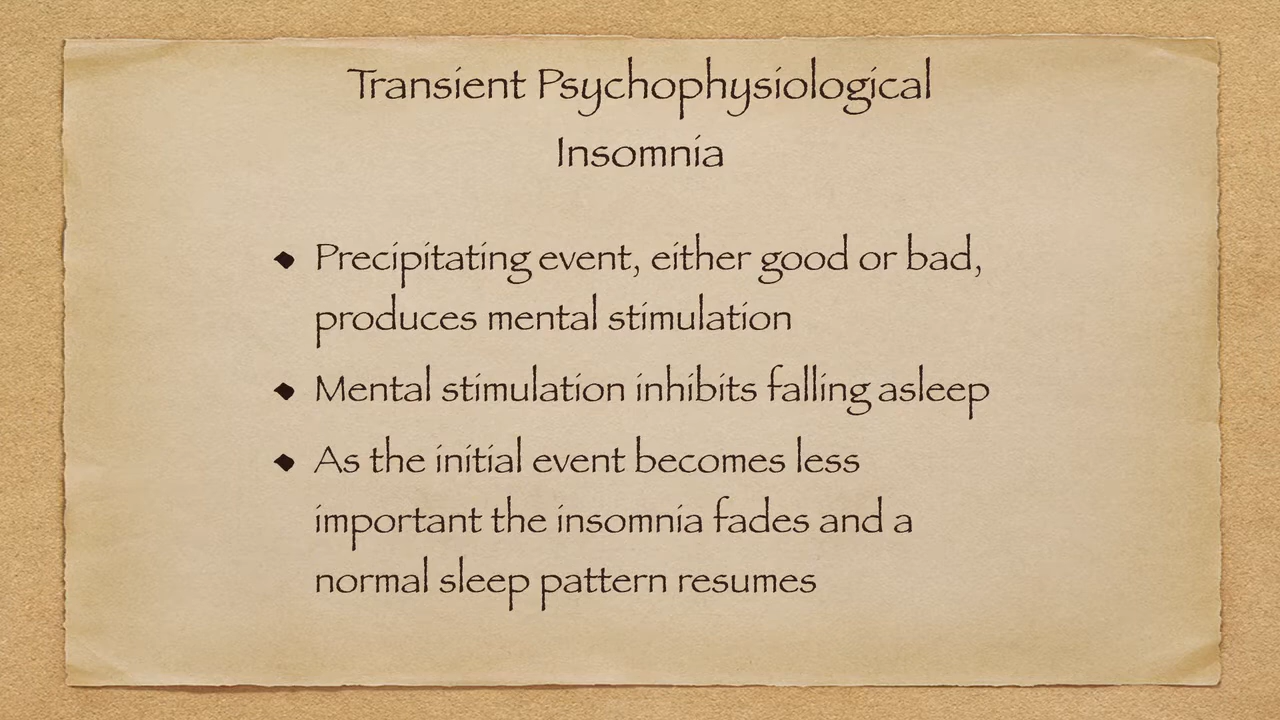 Transient Psychophysiological
Insomnia
Precipitating event, either good or bad,
produces mental stimulation
Mental stimulation inhibits falling asleep
As the initial event becomes less
important the insomnia fades and a
normal sleep pattern resumes